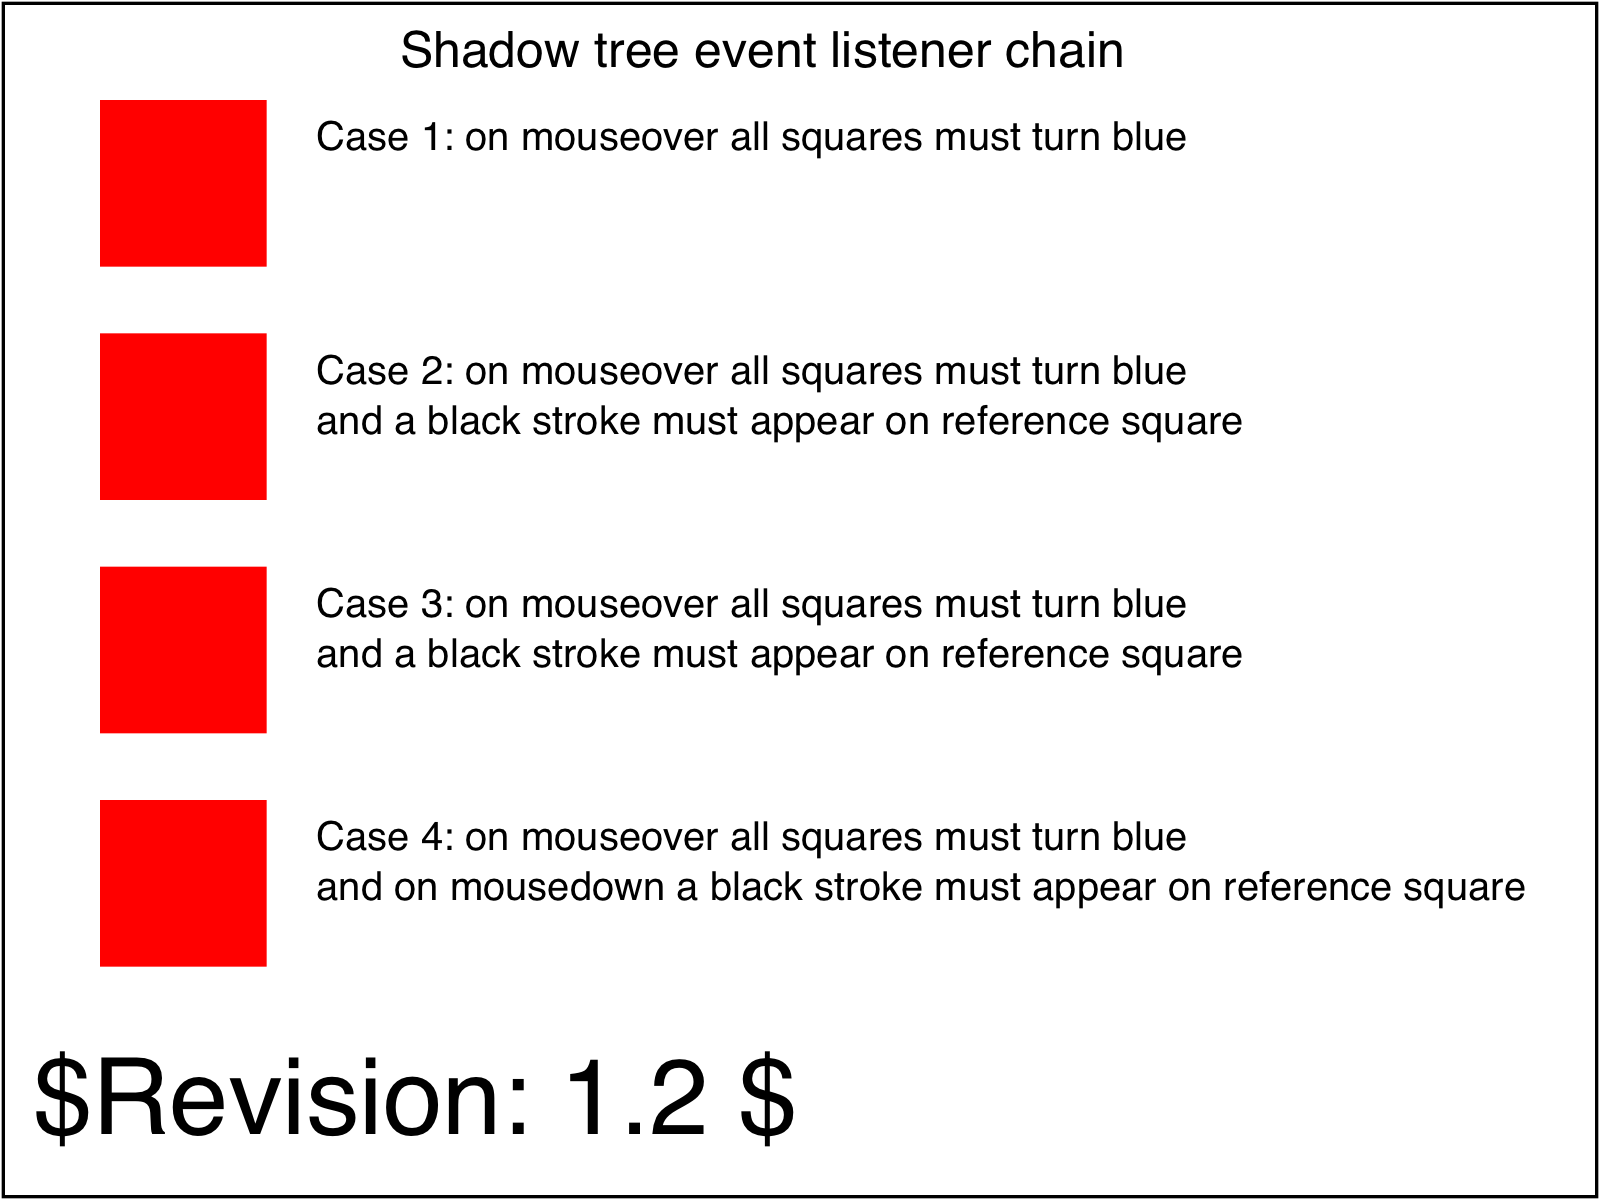 Shadow tree event listener chain
Case 1: on mouseover all squares must turn blue
Case 2: on mouseover all squares must turn blue
and a black stroke must appear on reference square
Case 3: on mouseover all squares must turn blue
and a black stroke must appear on reference square
Case 4: on mouseover all squares must turn blue
and on mousedown a black stroke must appear on reference square
$Revision: 1.2 $